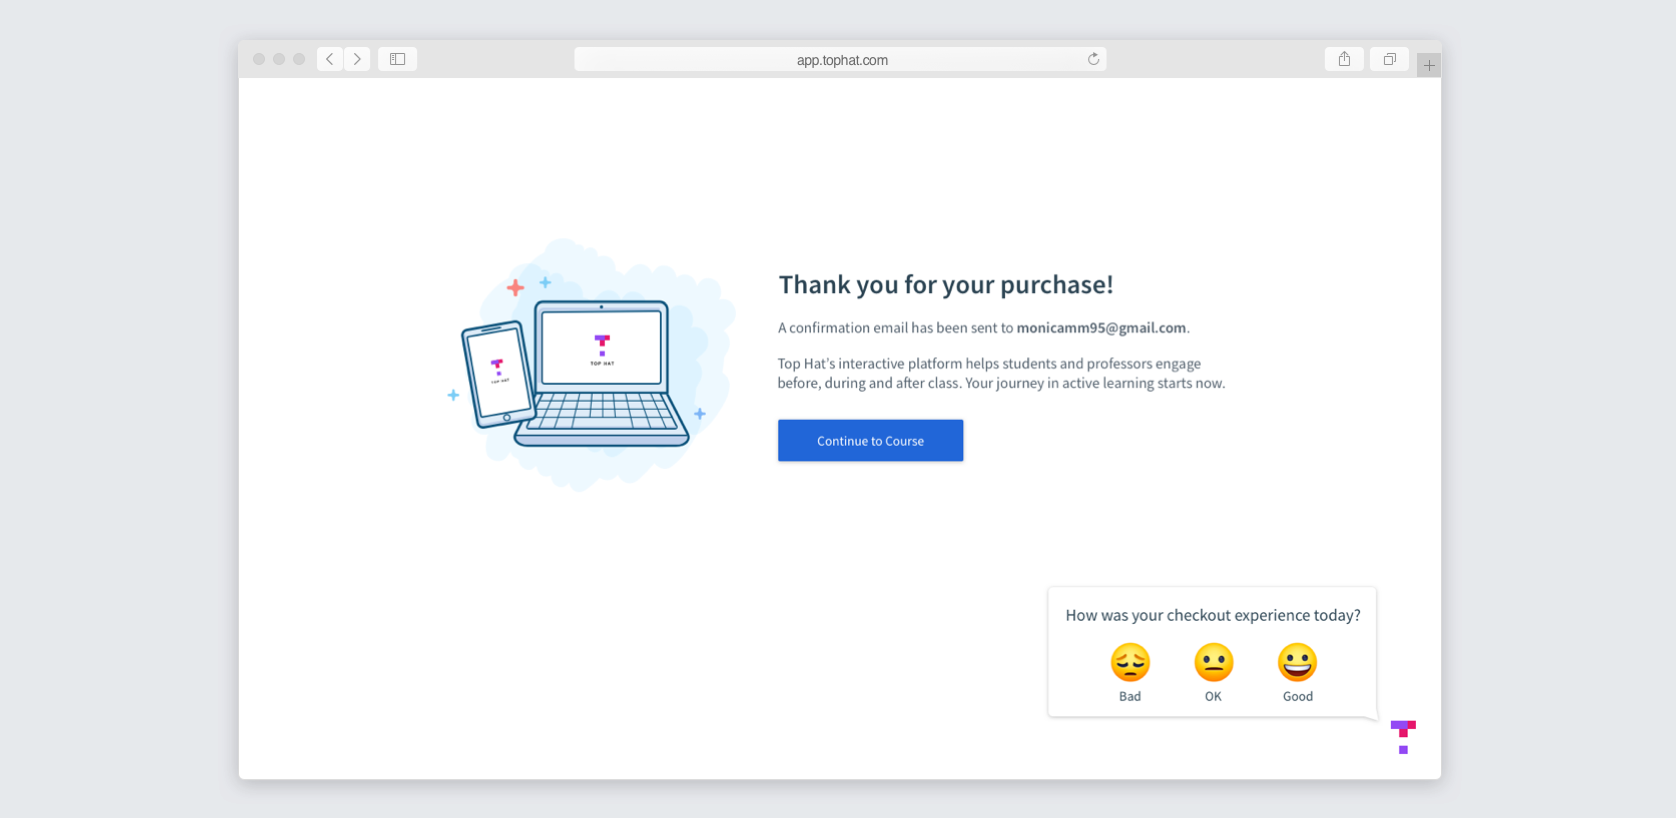 app.tophat.com
Thank you for your purchase!
A confirmation email has been sent to monicamm95@gmail.com.
Top Hat's interactive platform helps students and professors engage
before, during and after class. Your journey in active learning starts now.
TOP HAT
TOP HAT
Continue to Course
How was your checkout experience today?
Bad OK Good